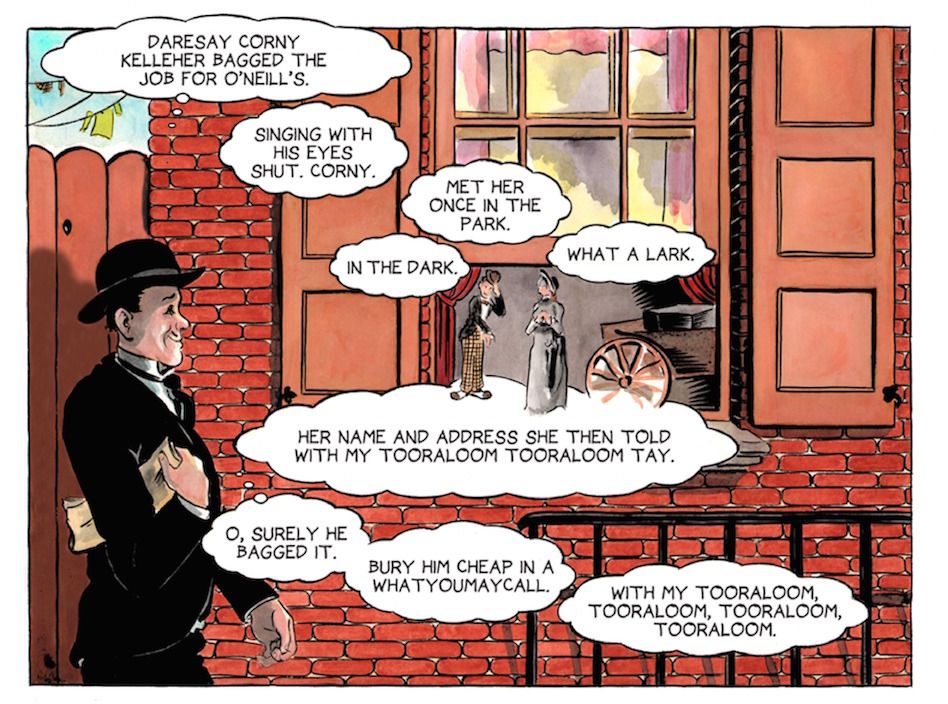 DARESAY CORNY
KELLEHER BAGGED THE
JOB FOR O'NEILL'S.
SINGING WITH
HIS EYES
SHUT. CORNY.
MET HER
ONCE IN THE
PARK.
IN THE DARK.
WHAT A LARK.
HER NAME AND ADDRESS SHE THEN TOLD
WITH MY TOORALOOM TOORALOOM TAY.
O, SURELY HE
BAGGED IT.
BURY HIM CHEAP IN A
WHATYOUMAYCALL.
WITH MY TOORALOOM,
TOORALOOM, TOORALOOM,
TOORALOOM.